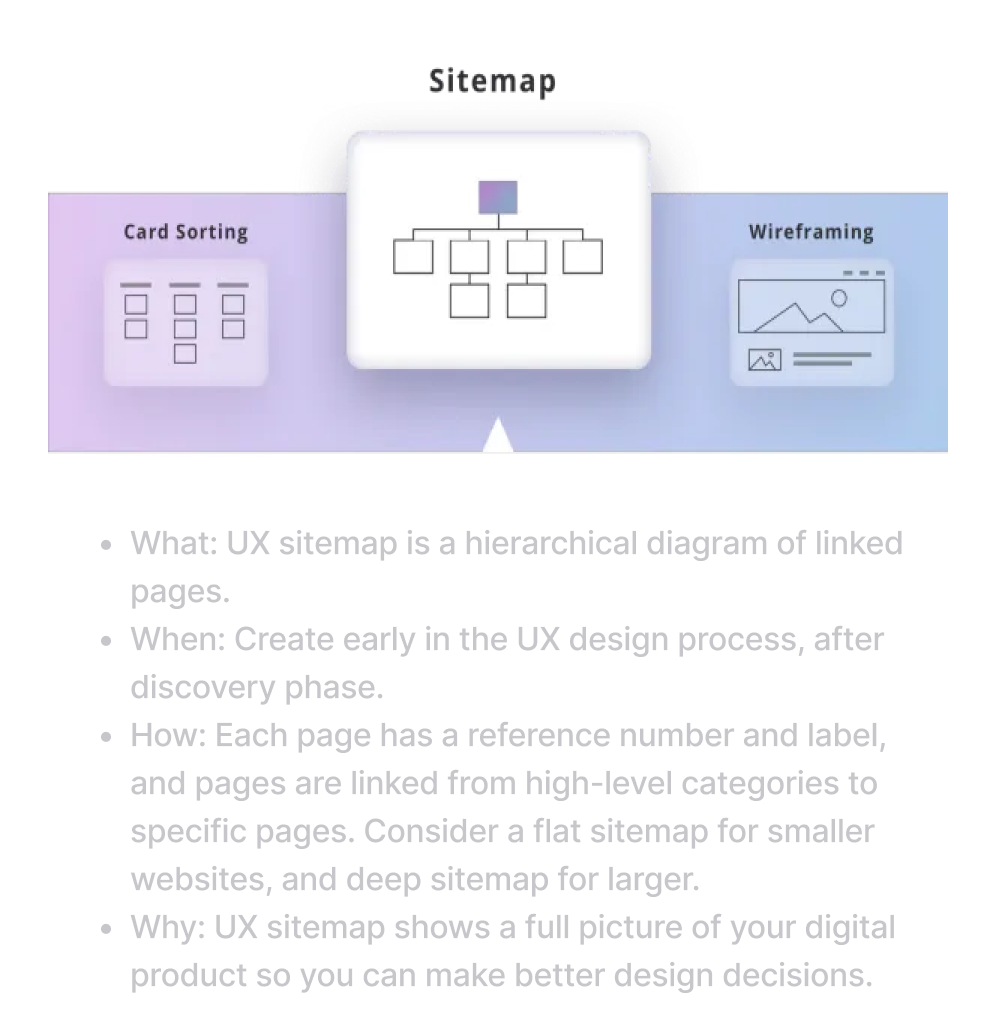 Sitemap
Card Sorting
Wireframing
• What: UX sitemap is a hierarchical diagram of linked
pages.
• When: Create early in the UX design process, after
discovery phase.
• How: Each page has a reference number and label,
and pages are linked from high-level categories to
specific pages. Consider a flat sitemap for smaller
websites, and deep sitemap for larger.
• Why: UX sitemap shows a full picture of your digital
product so you can make better design decisions.